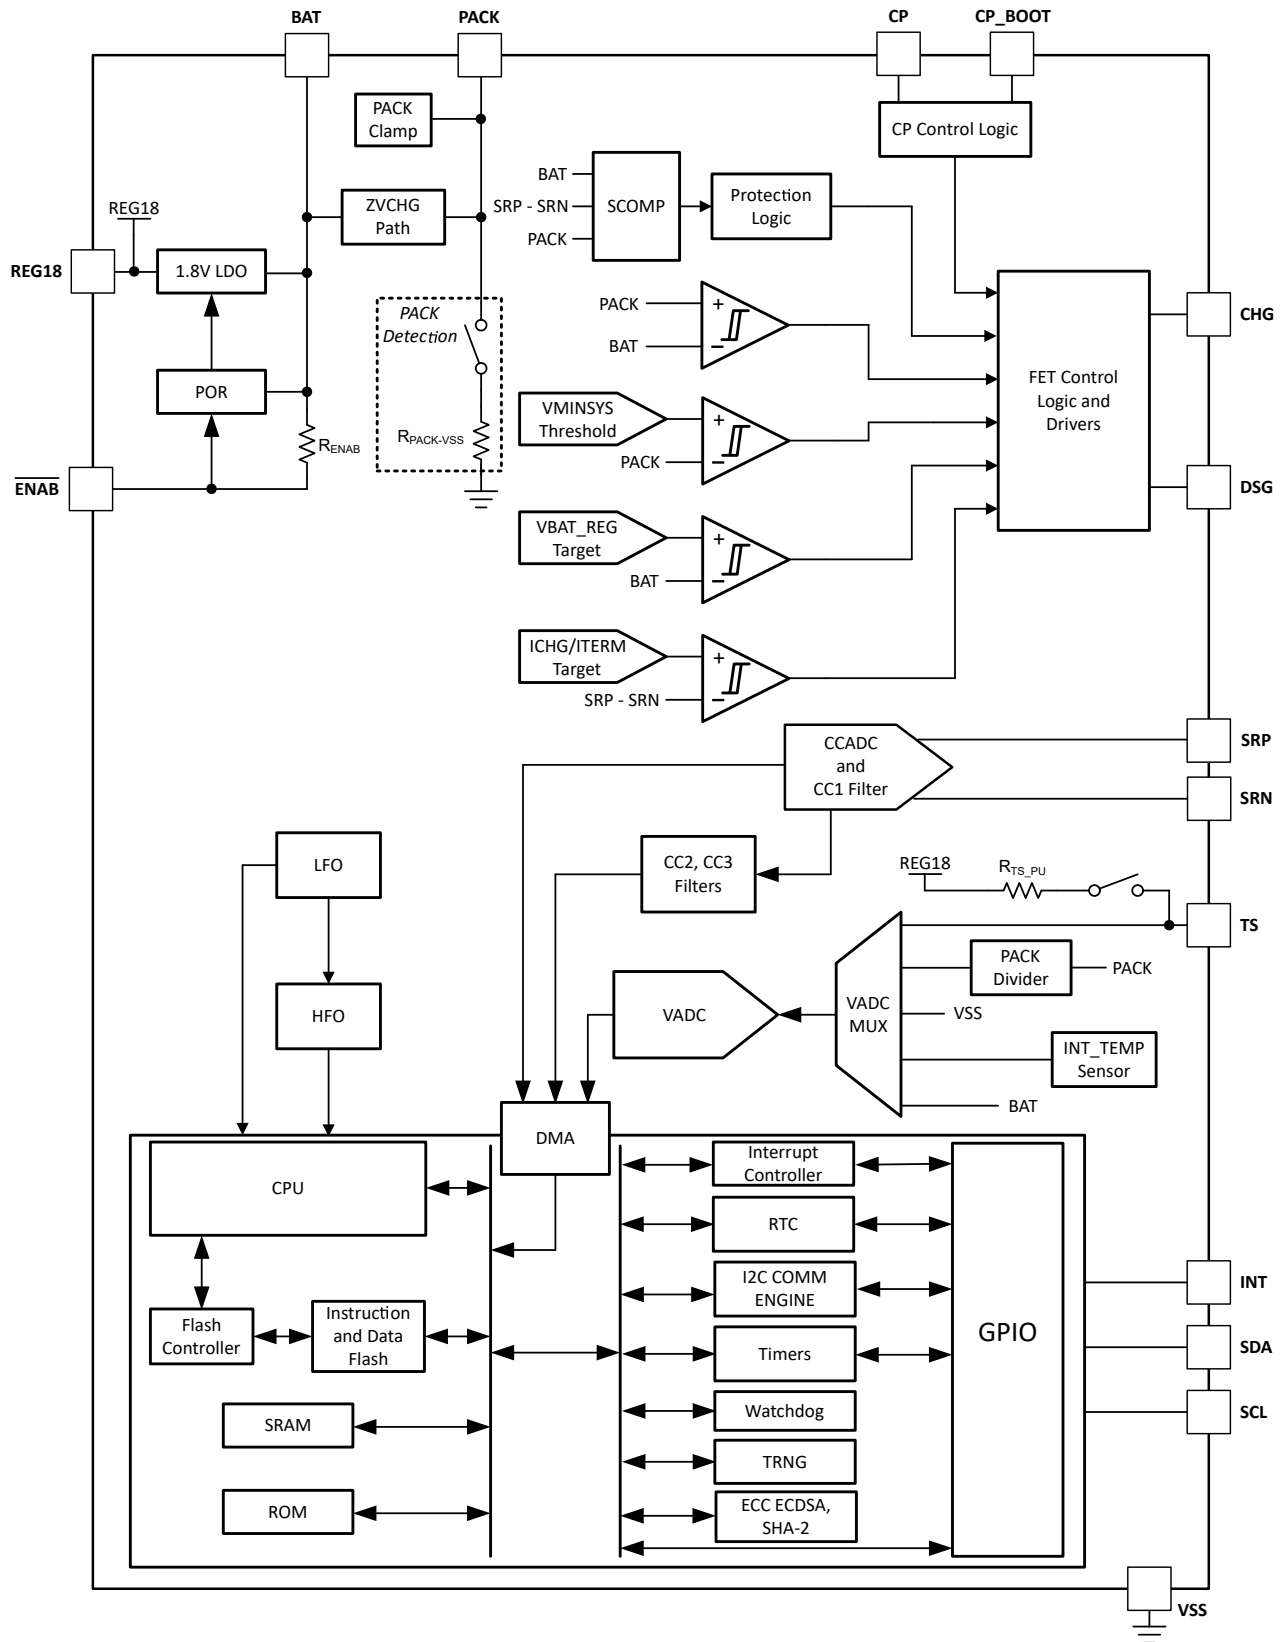 BAT
PACK
CP
CP_BOOT
PACK
Clamp
CP Control Logic
BAT
SRP - SRN
PACK
SCOMP
Protection
Logic
ZVCHG
Path
REG18
REG18
1.8V LDO
PACK
Detection
PACK
BAT
+
–
FET Control
Logic and
Drivers
CHG
POR
RENAB
RPACK-VSS
VMINSYS
Threshold
PACK
+
–
ENAB
DSG
VBAT_REG
Target
BAT
+
–
ICHG/ITERM
Target
SRP - SRN
+
–
CCADC
and
CC1 Filter
SRP
SRN
LFO
CC2, CC3
Filters
REG18
RTS_PU
TS
HFO
VADC
VADC
MUX
PACK
Divider
PACK
VSS
INT_TEMP
Sensor
BAT
DMA
CPU
Interrupt
Controller
RTC
I2C COMM
ENGINE
GPIO
INT
Flash
Controller
Instruction
and Data
Flash
Timers
SDA
SRAM
Watchdog
SCL
TRNG
ROM
ECC ECDSA,
SHA-2
VSS